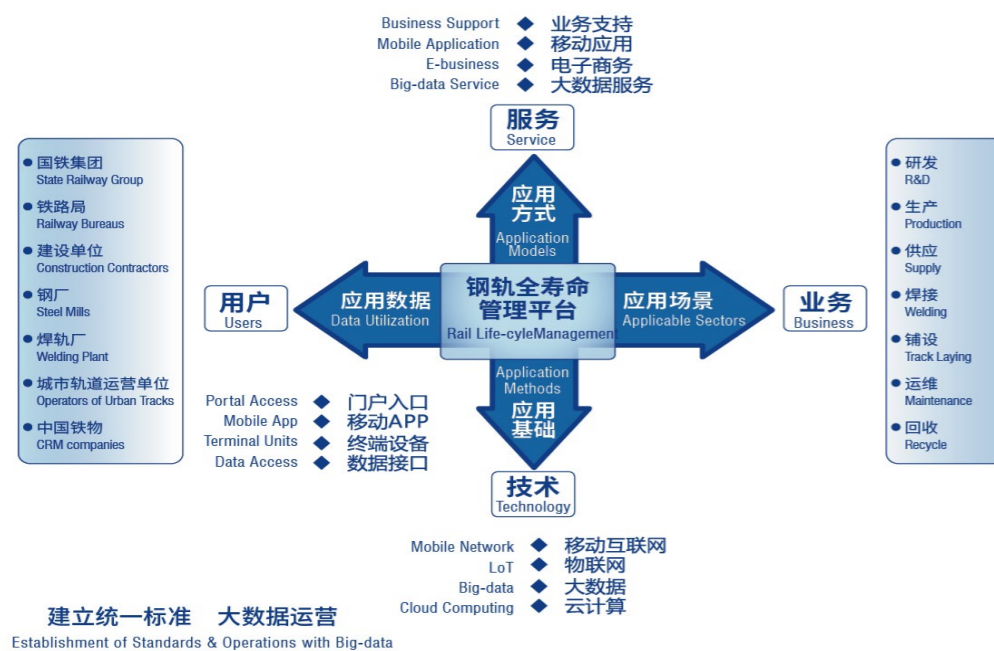 Business Support ◆ 业务支持
Mobile Application ◆ 移动应用
E-business ◆ 电子商务
Big-data Service ◆ 大数据服务
服务
Service
● 国铁集团
State Railway Group
● 铁路局
Railway Bureaus
● 建设单位
Construction Contractors
● 钢厂
Steel Mills
● 焊轨厂
Welding Plant
● 城市轨道运营单位
Operators of Urban Tracks
● 中国铁物
CRM companies
用户
Users
应用数据
Data Utilization
应用
方式
Application
Models
钢轨全寿命
管理平台
Rail Life-cyleManagement
应用场景
Applicable Sectors
业务
Business
● 研发
R&D
● 生产
Production
● 供应
Supply
● 焊接
Welding
● 铺设
Track Laying
● 运维
Maintenance
● 回收
Recycle
Application
Methods
应用
基础
Portal Access ◆ 门户入口
Mobile App ◆ 移动APP
Terminal Units ◆ 终端设备
Data Access ◆ 数据接口
技术
Technology
Mobile Network ◆ 移动互联网
LoT ◆ 物联网
Big-data ◆ 大数据
Cloud Computing ◆ 云计算
建立统一标准 大数据运营
Establishment of Standards & Operations with Big-data